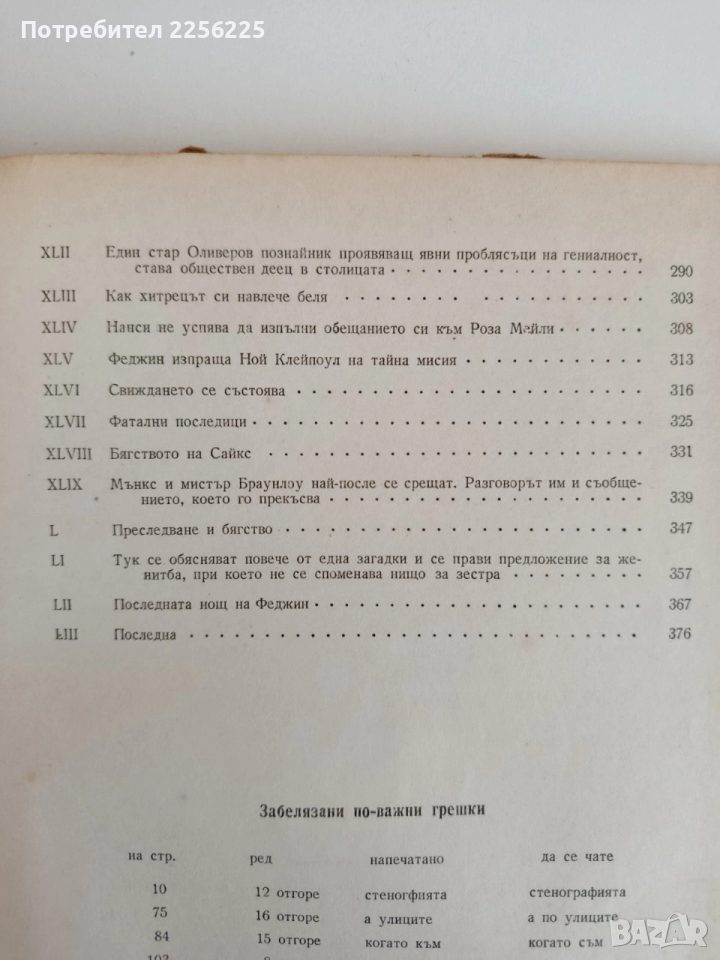 Потребител 2256225
XLII Един стар Оливеров познайник проявяващ явни проблясъци на гениалност,
става обществен деец в столицата 290
XLIII Как хитрецът си навлече беля 303
XLIV Нанси не успява да изпълни обещанието си към Роза Мейли 308
XLV Феджин изпраща Ной Клейпоул на тайна мисия 313
XLVI Свиждането се състоява 316
XLVII Фатални последици 325
XLVIII Бягството на Сайкс 331
XLIX Мънкс и мистър Браунлоу най-после се срещат. Разговорът им и съобще-
нието, което го прекъсва 339
L Преследване и бягство 347
LI Тук се обясняват повече от една загадки и се прави предложение за же-
нитба, при което не се споменава нищо за зестра 357
LII Последната нощ на Феджин 367
LIII Последна 376
Забелязани по-важни грешки
на стр. ред напечатано да се чате
10 12 отгоре стеногфията стенографията
75 16 отгоре а улиците а по улиците
84 15 отгоре когато към когато съм
BAZAR